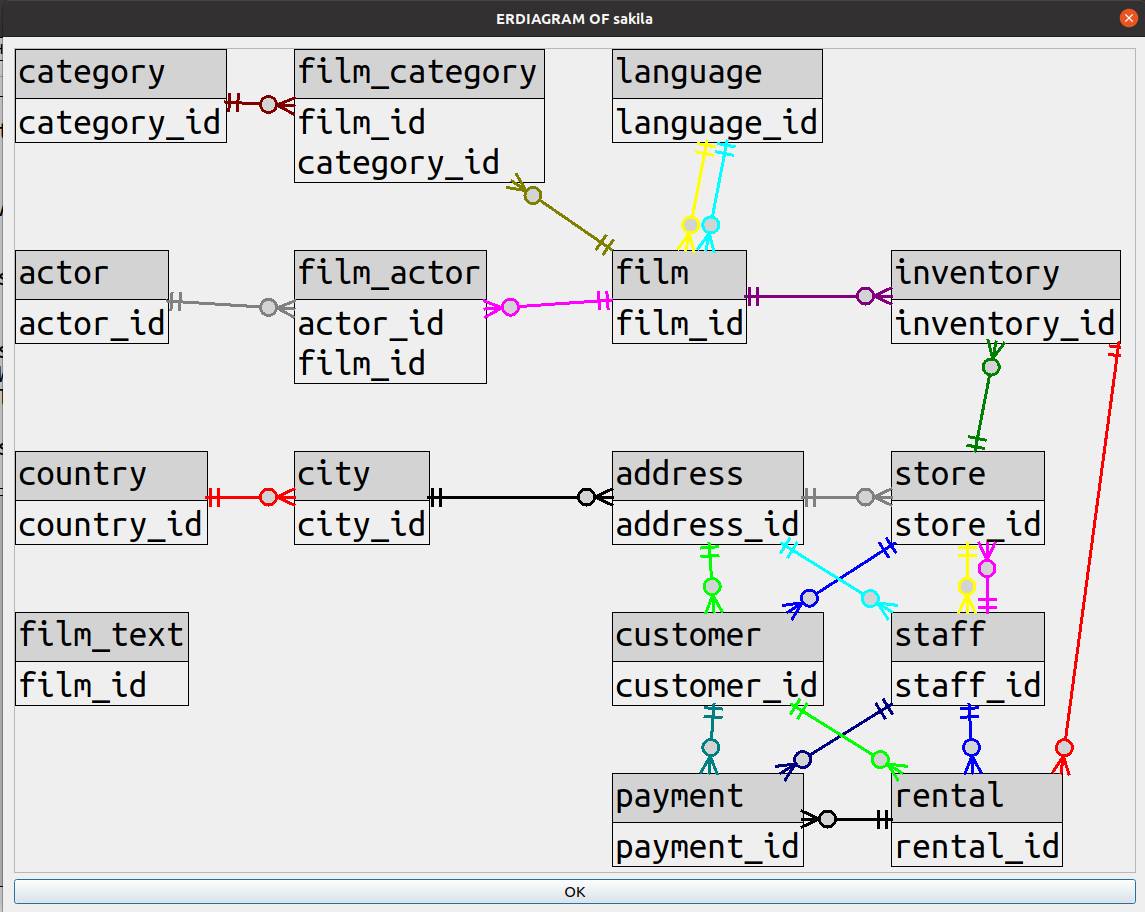 ERDIAGRAM OF sakila
category
category_id
film_category
film_id
category_id
language
language_id
actor
actor_id
film_actor
actor_id
film_id
film
film_id
inventory
inventory_id
country
country_id
city
city_id
address
address_id
store
store_id
film_text
film_id
customer
customer_id
staff
staff_id
payment
payment_id
rental
rental_id
OK